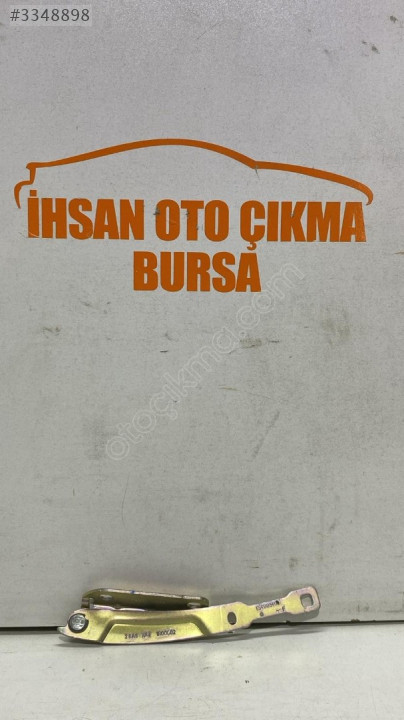 #3348898
İHSAN OTO ÇIKMA
BURSA
otoçıkma.com